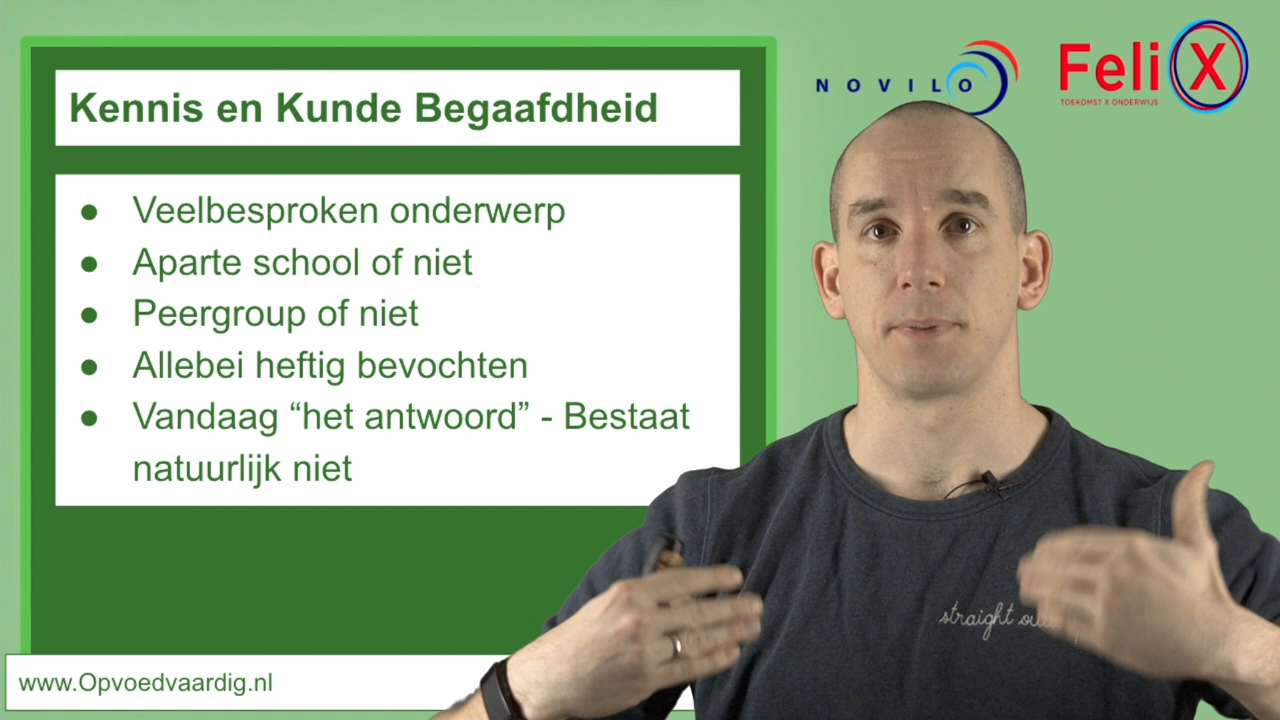 NOVILO
FeliX
TOEKOMST X ONDERWIJS
Kennis en Kunde Begaafdheid
● Veelbesproken onderwerp
● Aparte school of niet
● Peergroup of niet
● Allebei heftig bevochten
● Vandaag “het antwoord” - Bestaat
natuurlijk niet
straight
www.Opvoedvaardig.nl